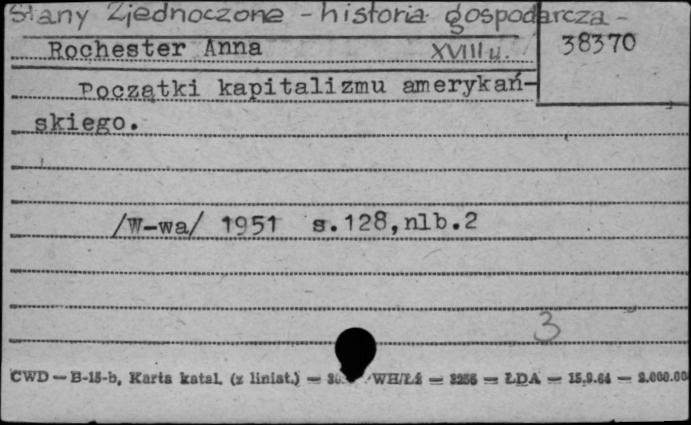 Stany Zjednoczone - historia gospodarcza -
Rochester Anna XVIII w. 38370
Początki kapitalizmu amerykań-
skiego.
/W-wa/ 1951 s.128,nlb.2
3
CWD — B-15-b, Karta katal. (z liniat.) — WH/Łź — 3256 — ŁDA — 15.9.64 — 2.000.00